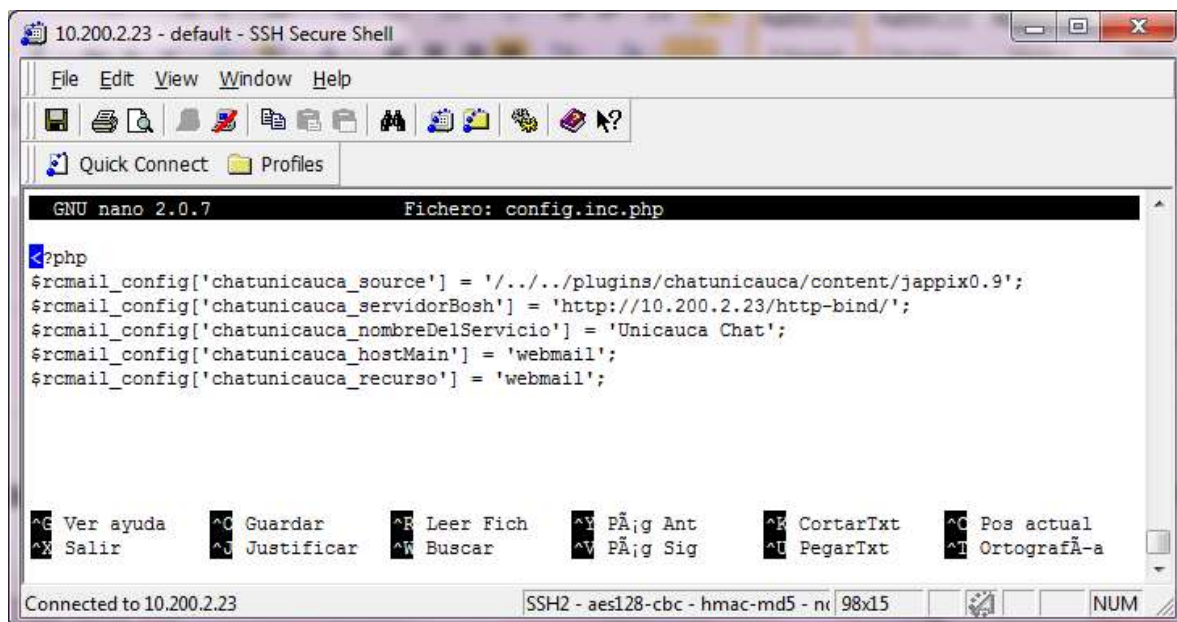 10.200.2.23 - default - SSH Secure Shell
File Edit View Window Help
Quick Connect Profiles
GNU nano 2.0.7 Fichero: config.inc.php
<?php
$rcmail_config['chatunicauca_source'] = '/../../plugins/chatunicauca/content/jappix0.9';
$rcmail_config['chatunicauca_servidorBosh'] = 'http://10.200.2.23/http-bind/';
$rcmail_config['chatunicauca_nombreDelServicio'] = 'Unicauca Chat';
$rcmail_config['chatunicauca_hostMain'] = 'webmail';
$rcmail_config['chatunicauca_recurso'] = 'webmail';
^G Ver ayuda ^O Guardar ^R Leer Fich ^Y PÃ¡g Ant ^K CortarTxt ^C Pos actual
^X Salir ^J Justificar ^W Buscar ^V PÃ¡g Sig ^U PegarTxt ^T OrtografÃ-a
Connected to 10.200.2.23 SSH2 - aes128-cbc - hmac-md5 - 98x15 NUM